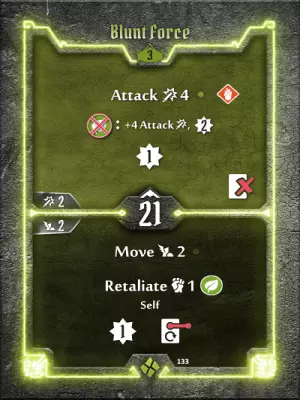 Blunt Force
3
Attack 4
: +4 Attack , 2
1
2
21
2
Move 2
Retaliate 1
Self
1
133